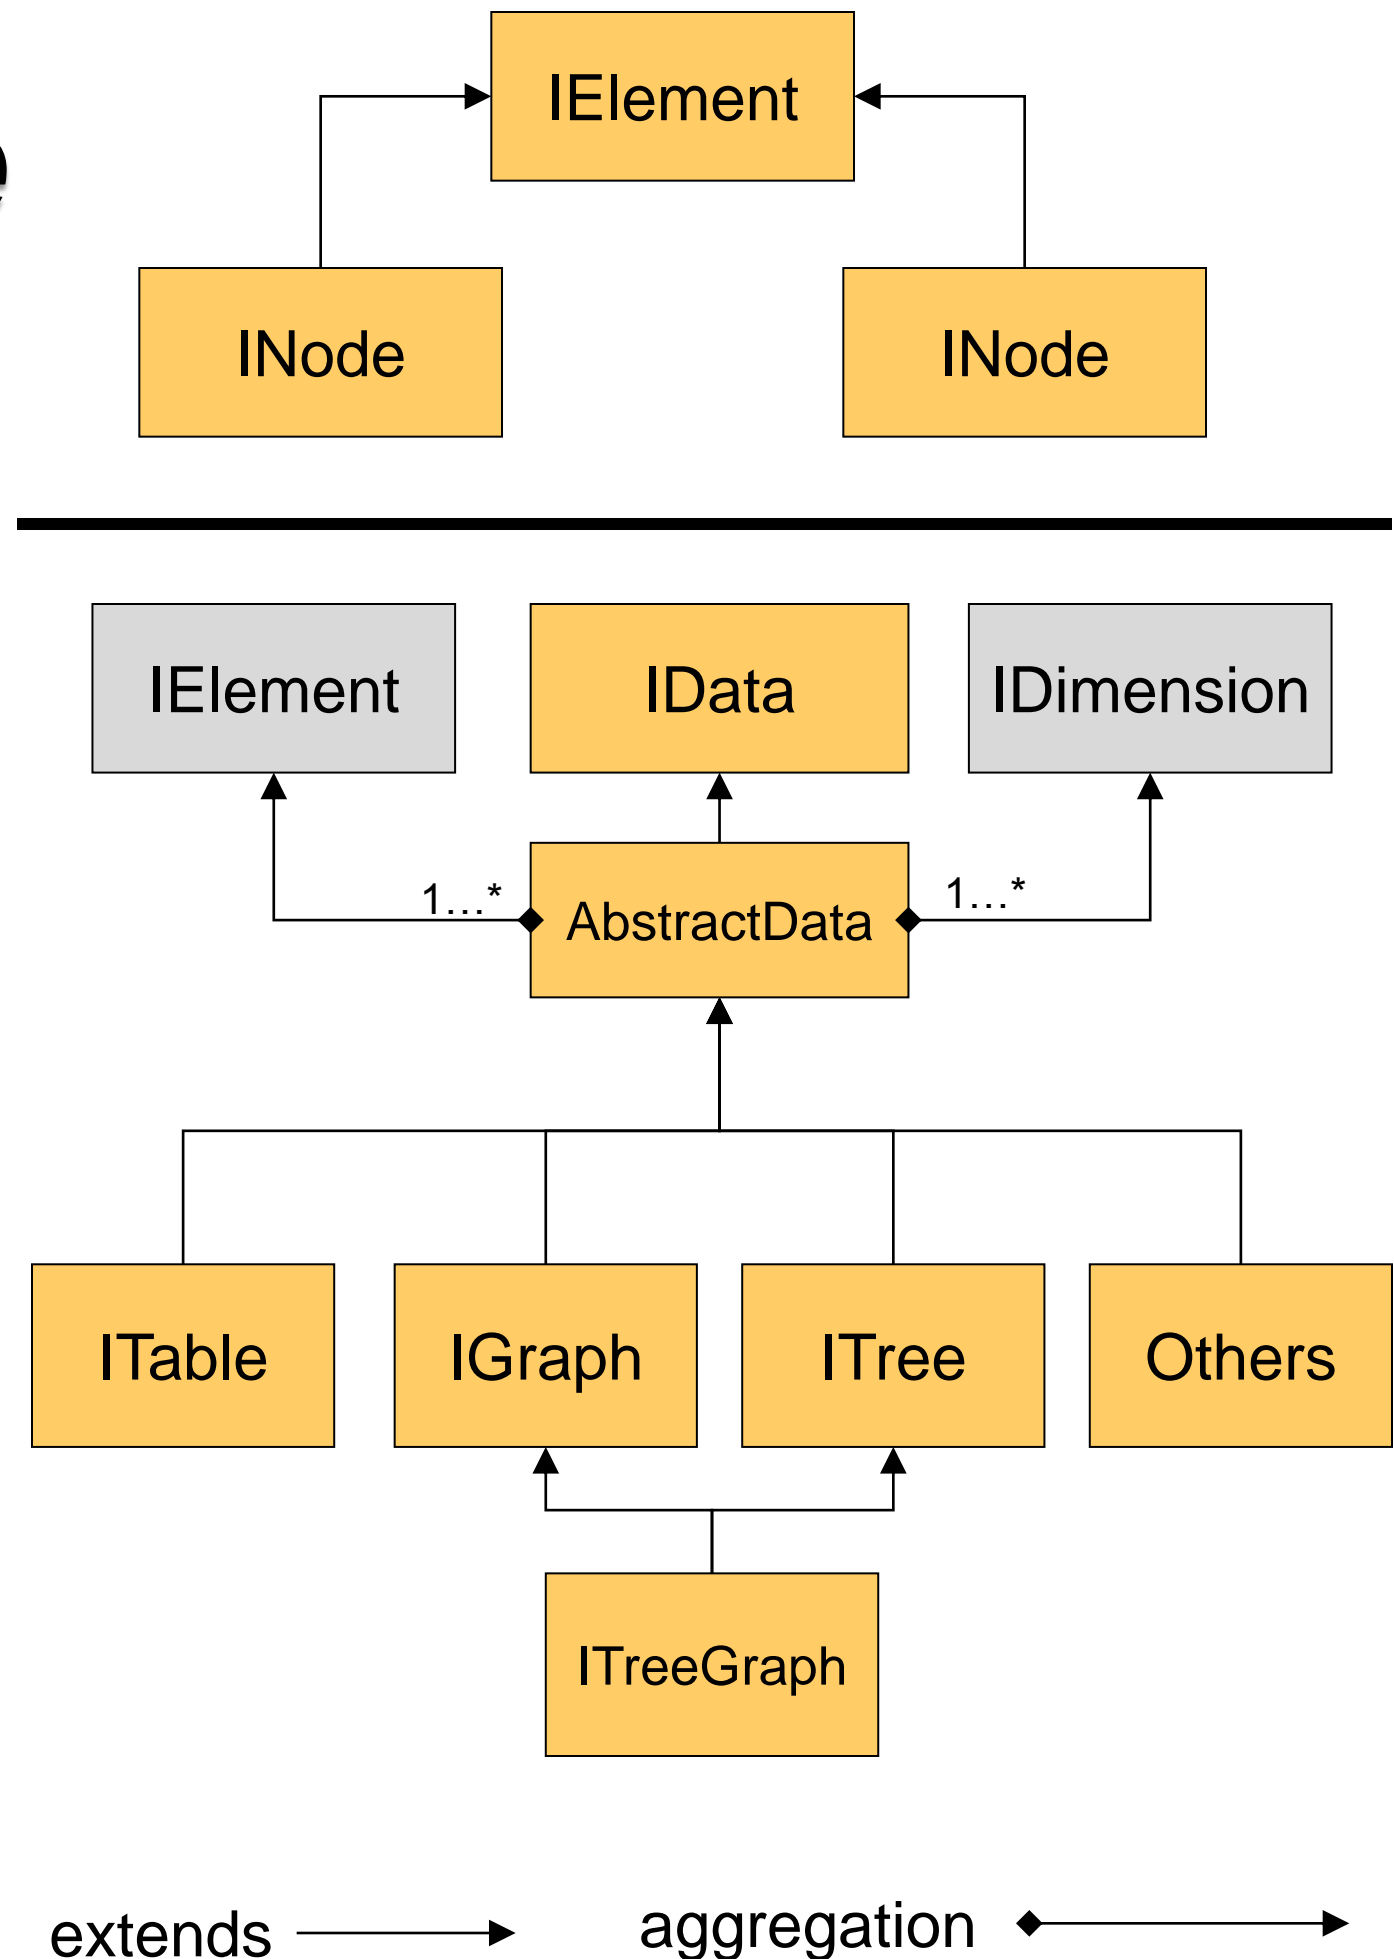 IElement
INode INode
IElement IData IDimension
1...* 1...*
AbstractData
ITable IGraph ITree Others
ITreeGraph
extends aggregation